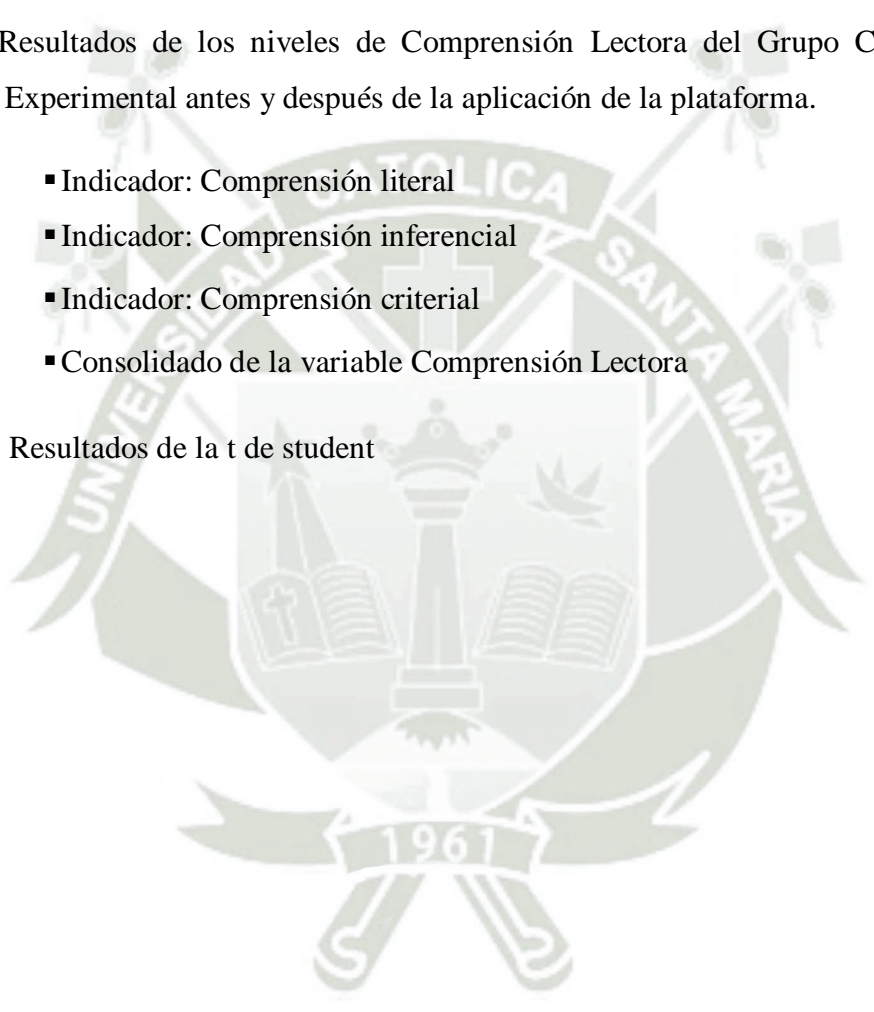 Resultados de los niveles de Comprensión Lectora del Grupo C
Experimental antes y después de la aplicación de la plataforma.
▪ Indicador: Comprensión literal
▪ Indicador: Comprensión inferencial
▪ Indicador: Comprensión criterial
▪ Consolidado de la variable Comprensión Lectora
Resultados de la t de student
UNIVERSIDAD CATOLICA SANTA MARIA
1961